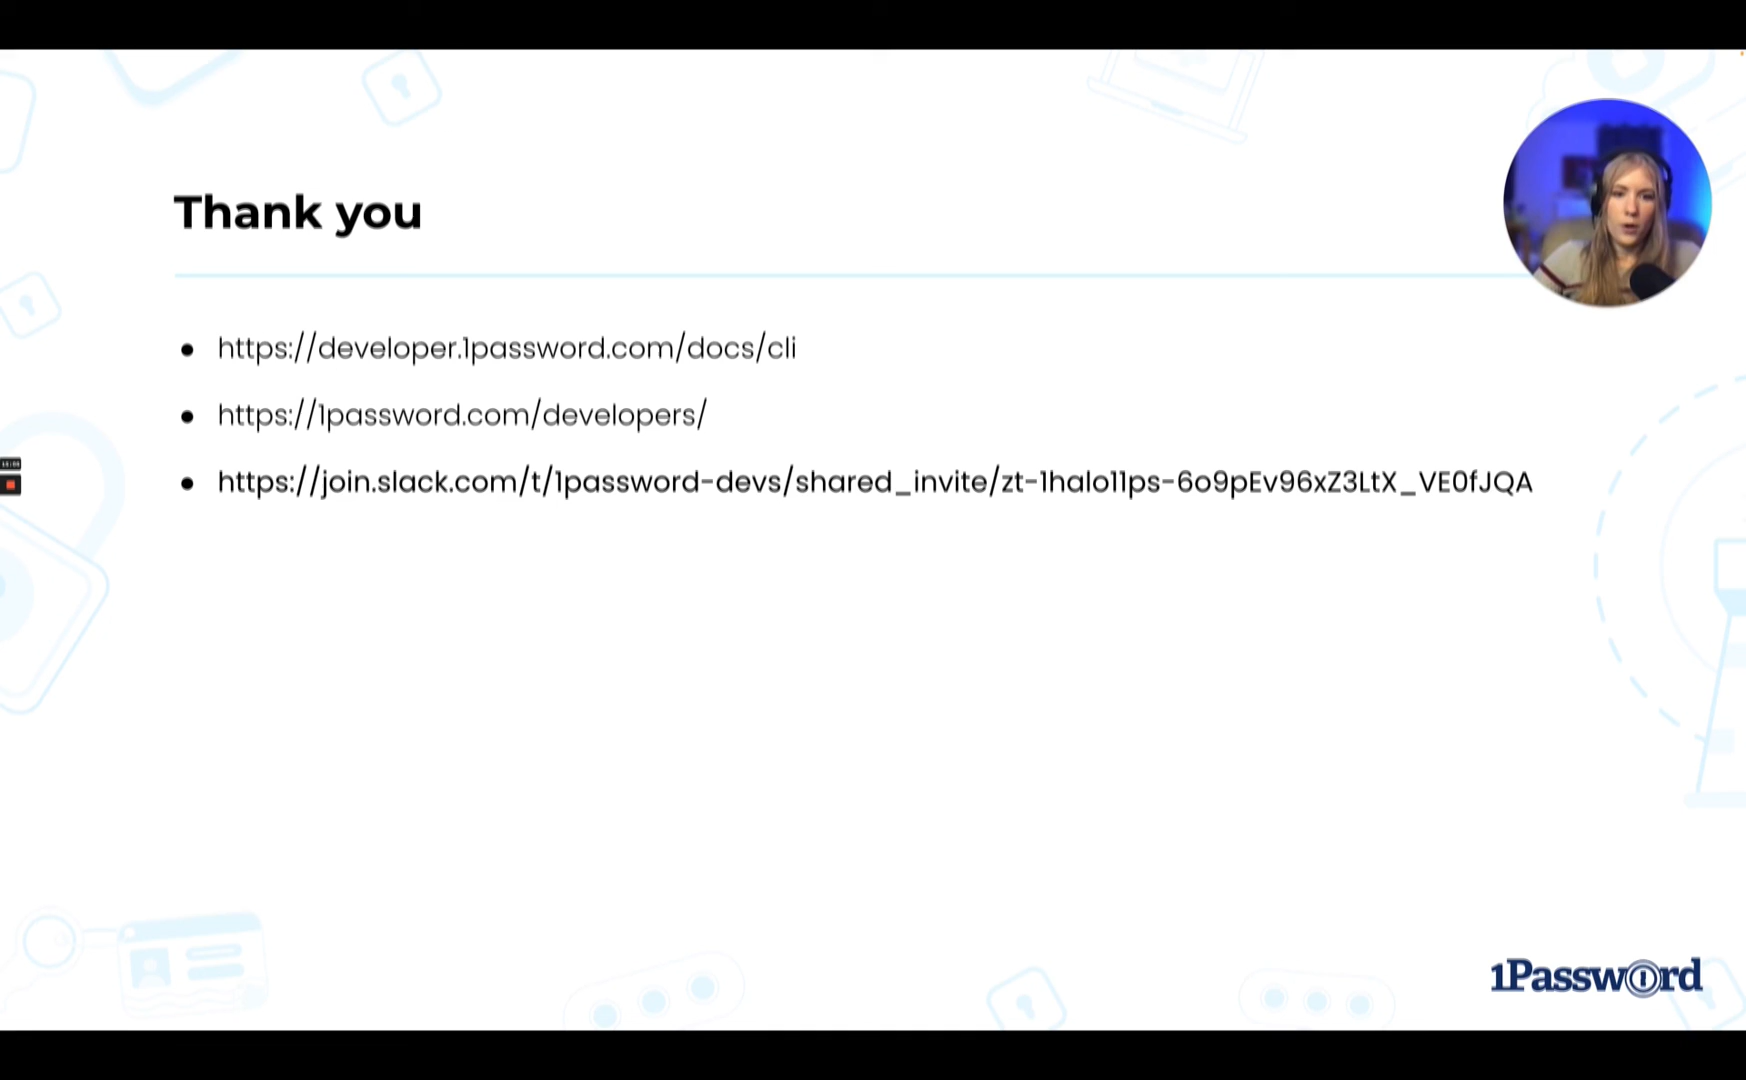 Thank you
https://developer.1password.com/docs/cli
https://1password.com/developers/
https://join.slack.com/t/1password-devs/shared_invite/zt-1halo11ps-6o9pEv96xZ3LtX_VE0fJQA
1Password